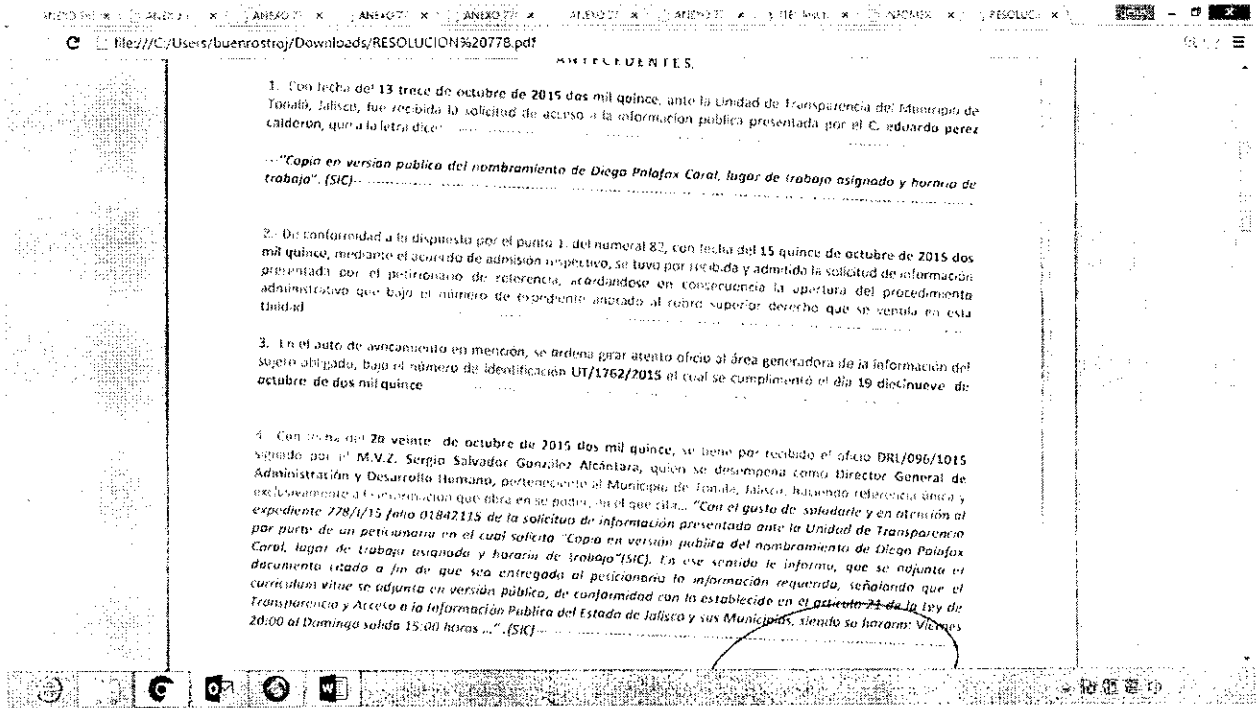 file:///C:/Users/buenrostroj/Downloads/RESOLUCION%20778.pdf
ANTECEDENTES.
1. Con fecha del 13 trece de octubre de 2015 dos mil quince, ante la Unidad de Transparencia del Municipio de
Tonalá, Jalisco, fue recibida la solicitud de acceso a la información publica presentada por el C. eduardo perez
calderon, que a la letra dice:
..."Copia en version publica del nombramiento de Diego Palafox Coral, lugar de trabajo asignado y horario de
trabajo". (SIC)
2.- De conformidad a lo dispuesto por el punto 1. del numeral 82, con fecha del 15 quince de octubre de 2015 dos
mil quince, mediante el acuerdo de admisión respectivo, se tuvo por recibida y admitida la solicitud de información
presentada por el peticionario de referencia, acordandose en consecuencia la apertura del procedimiento
administrativo que bajo el número de expediente anotado al rubro superior derecho que se ventila en esta
Unidad
3. En el auto de avocamiento en mención, se ordena girar atento oficio al área generadora de la información del
sujeto obligado, bajo el número de identificación UT/1762/2015 el cual se cumplimentó el día 19 diecinueve de
octubre de dos mil quince
4. Con fecha del 20 veinte de octubre de 2015 dos mil quince, se tiene por recibido el oficio DRL/096/1015
signado por el M.V.Z. Sergio Salvador González Alcántara, quien se desempeña como Director General de
Administración y Desarrollo Humano, perteneciente al Municipio de Tonala, Jalisco, haciendo referencia única y
exclusivamente a la información que obra en se poder, en el que cita... "Con el gusto de saludarle y en atención al
expediente 778/I/15 folio 01842115 de la solicitud de información presentada ante la Unidad de Transparencia
por parte de un peticionario en el cual solicita "Copia en versión publica del nombramiento de Diego Palafox
Coral, lugar de trabajo asignado y horario de trabajo"(SIC). En ese sentido le informo, que se adjunta el
documento citado a fin de que sea entregada al peticionario la información requerida, señalando que el
curriculum vitae se adjunta en versión pública, de conformidad con lo establecido en el artículo 21 de la Ley de
Transparencia y Acceso a la Información Publica del Estado de Jalisco y sus Municipios, siendo su horario: Viernes
20:00 al Domingo salida 15:00 horas ..." .(SIC)